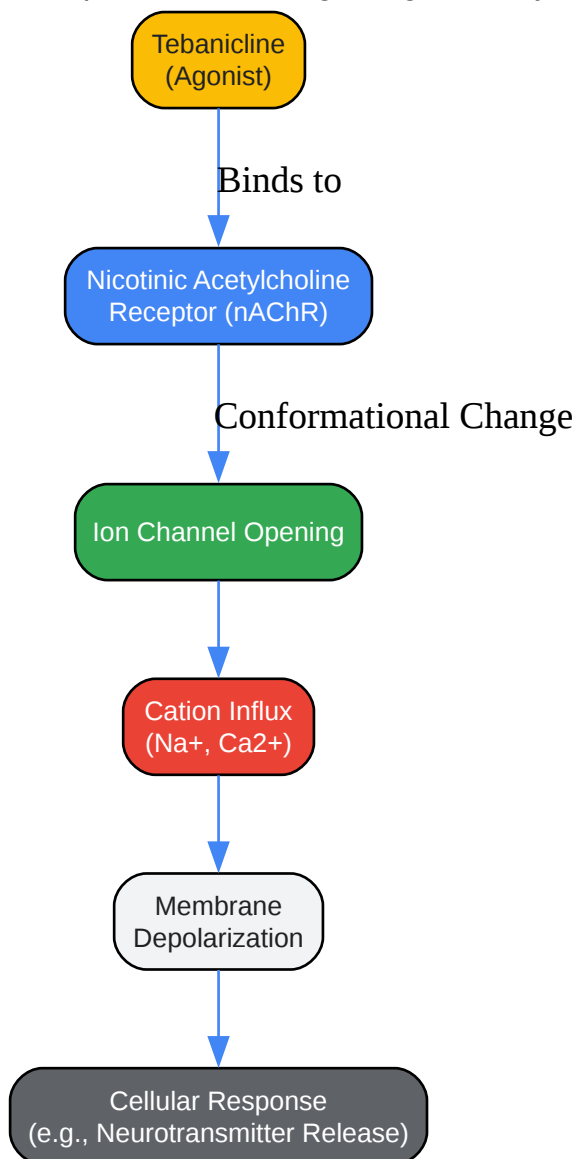 Tebanicline
(Agonist)
Binds to
Nicotinic Acetylcholine
Receptor (nAChR)
Conformational Change
Ion Channel Opening
Cation Influx
(Na+, Ca2+)
Membrane
Depolarization
Cellular Response
(e.g., Neurotransmitter Release)